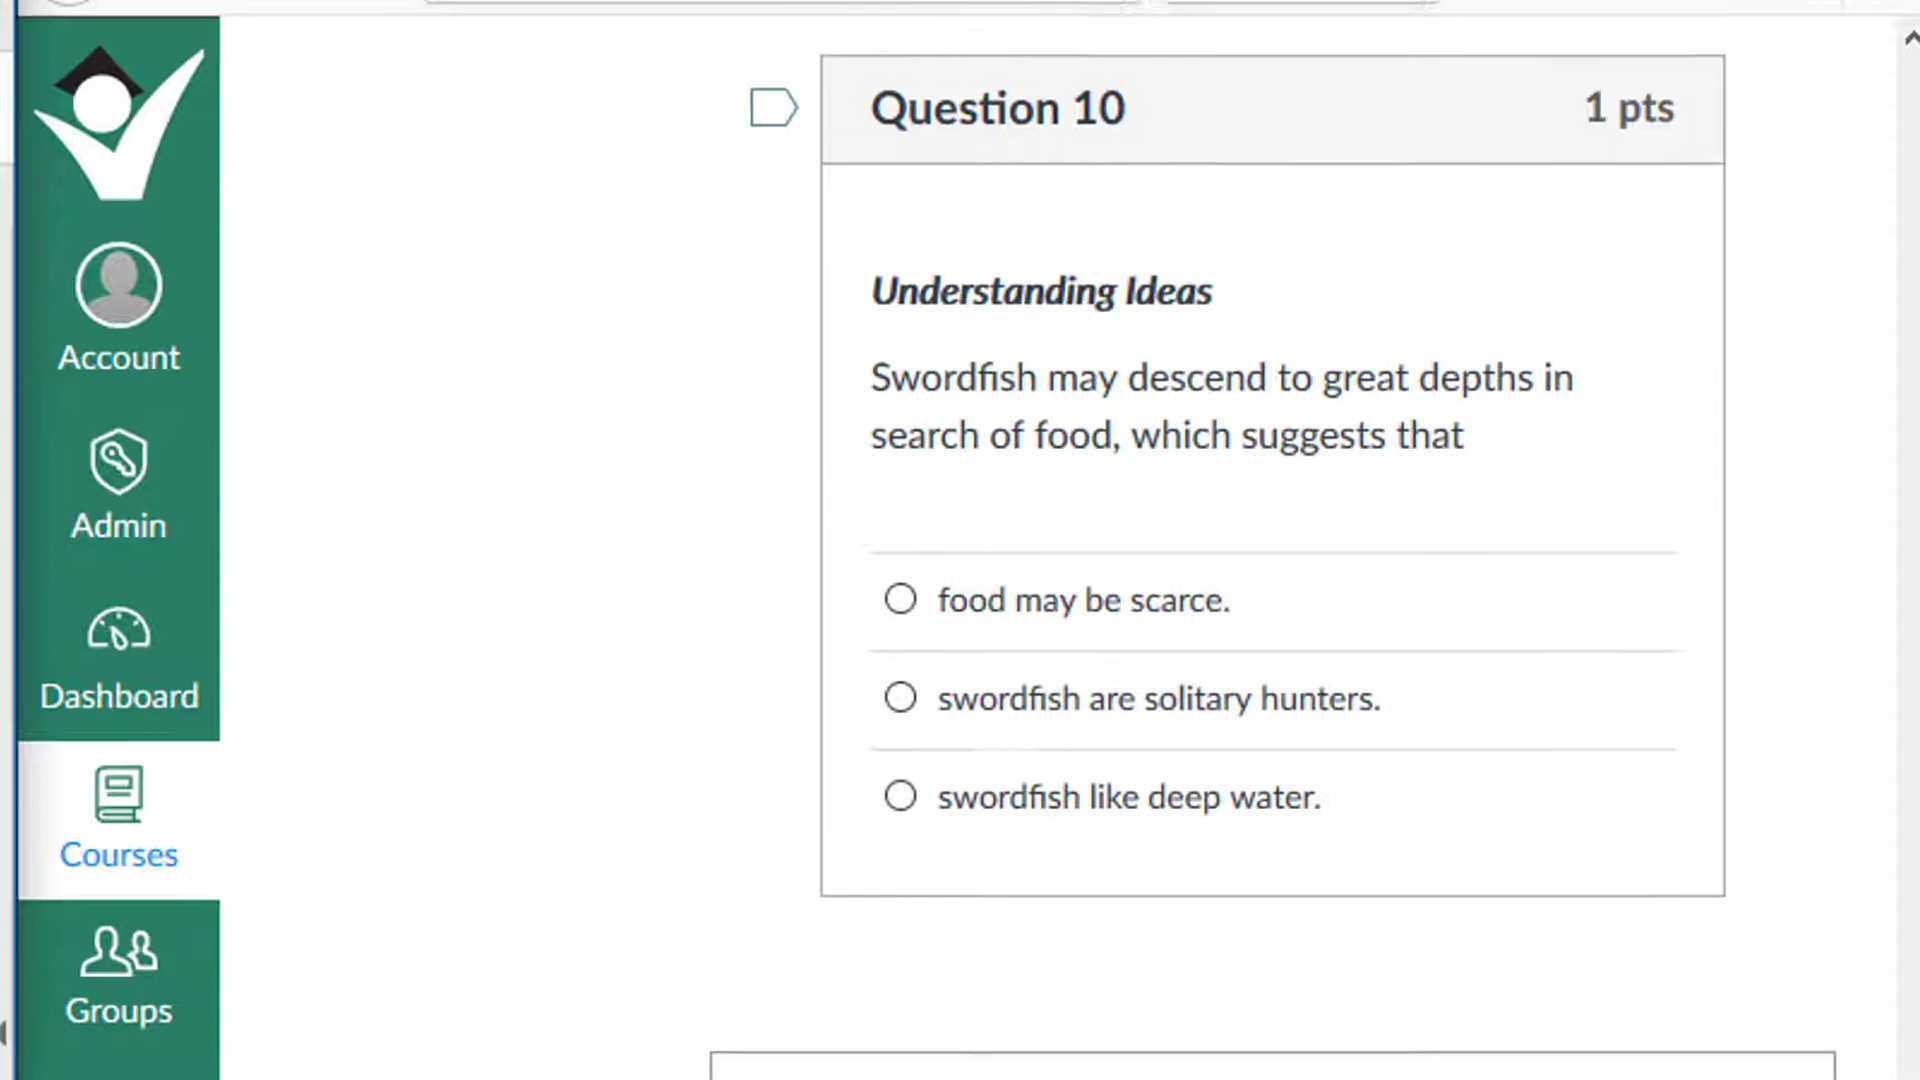 Question 10
1 pts
Understanding Ideas
Swordfish may descend to great depths in
search of food, which suggests that
food may be scarce.
swordfish are solitary hunters.
swordfish like deep water.
Account
Admin
Dashboard
Courses
Groups